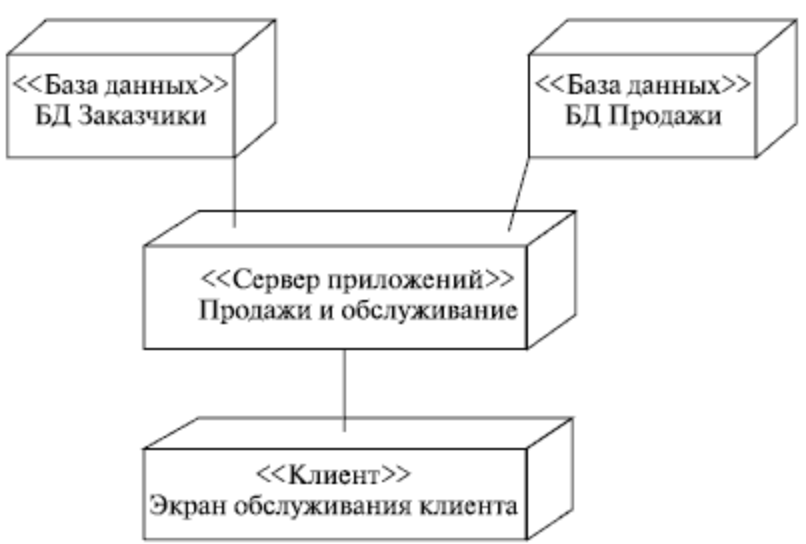 <<База данных>>
БД Заказчики
<<База данных>>
БД Продажи
<<Сервер приложений>>
Продажи и обслуживание
<<Клиент>>
Экран обслуживания клиента